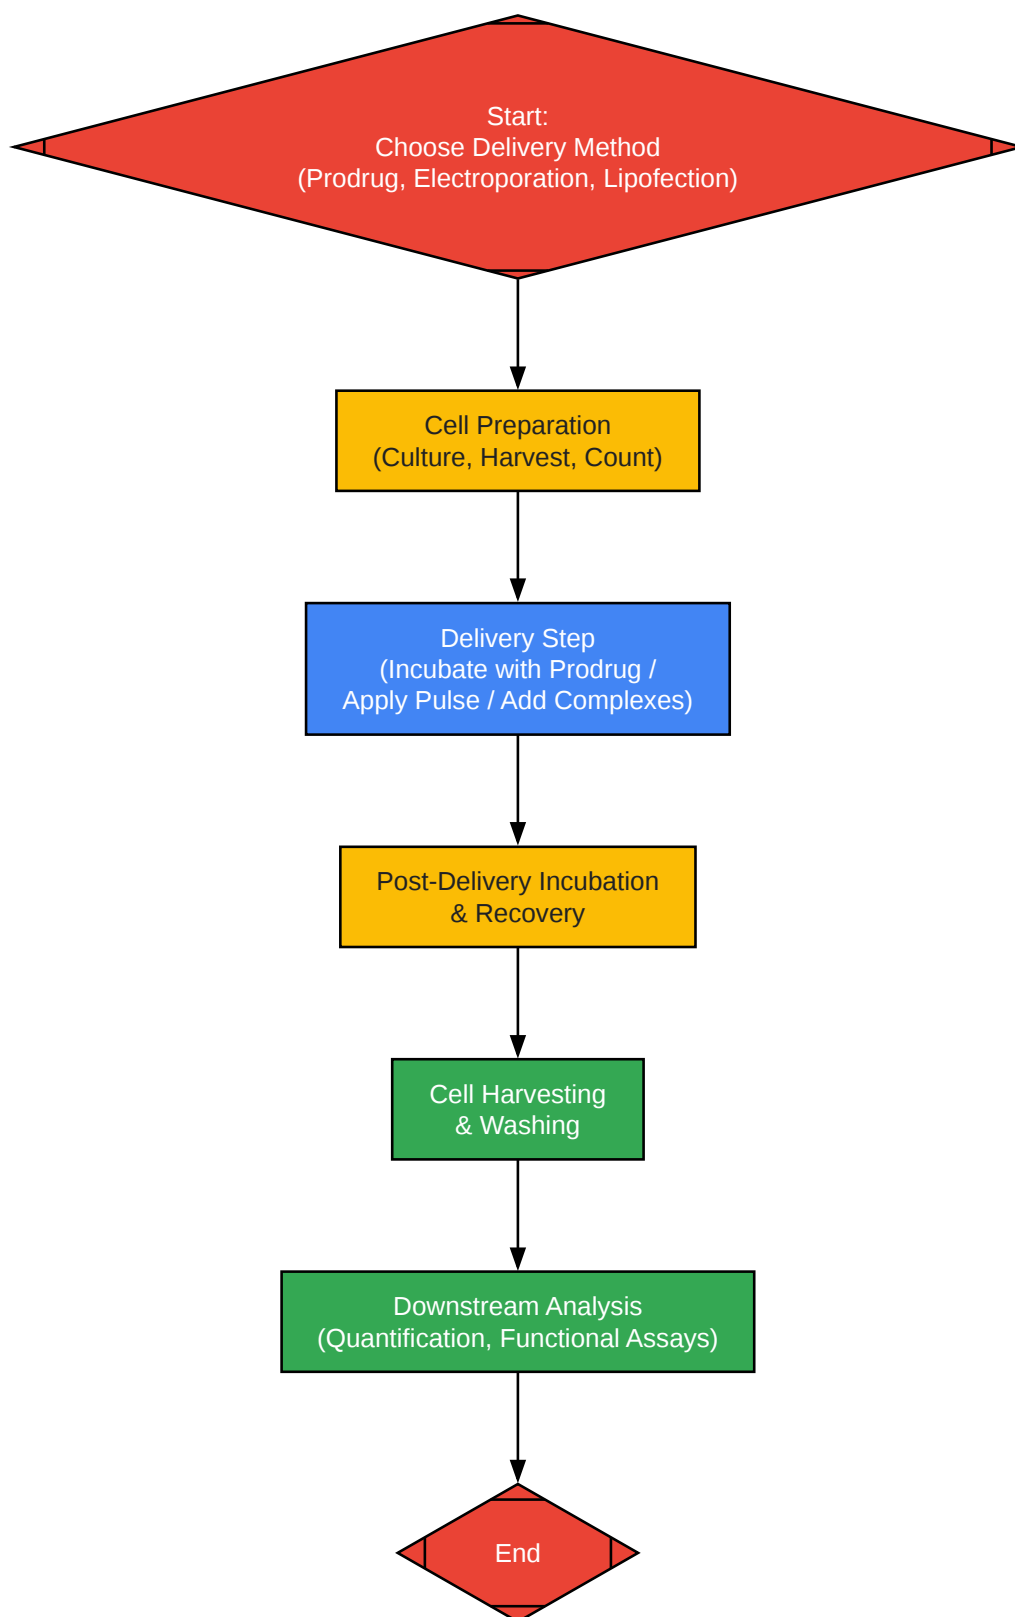 Start:
Choose Delivery Method
(Prodrug, Electroporation, Lipofection)
Cell Preparation
(Culture, Harvest, Count)
Delivery Step
(Incubate with Prodrug /
Apply Pulse / Add Complexes)
Post-Delivery Incubation
& Recovery
Cell Harvesting
& Washing
Downstream Analysis
(Quantification, Functional Assays)
End